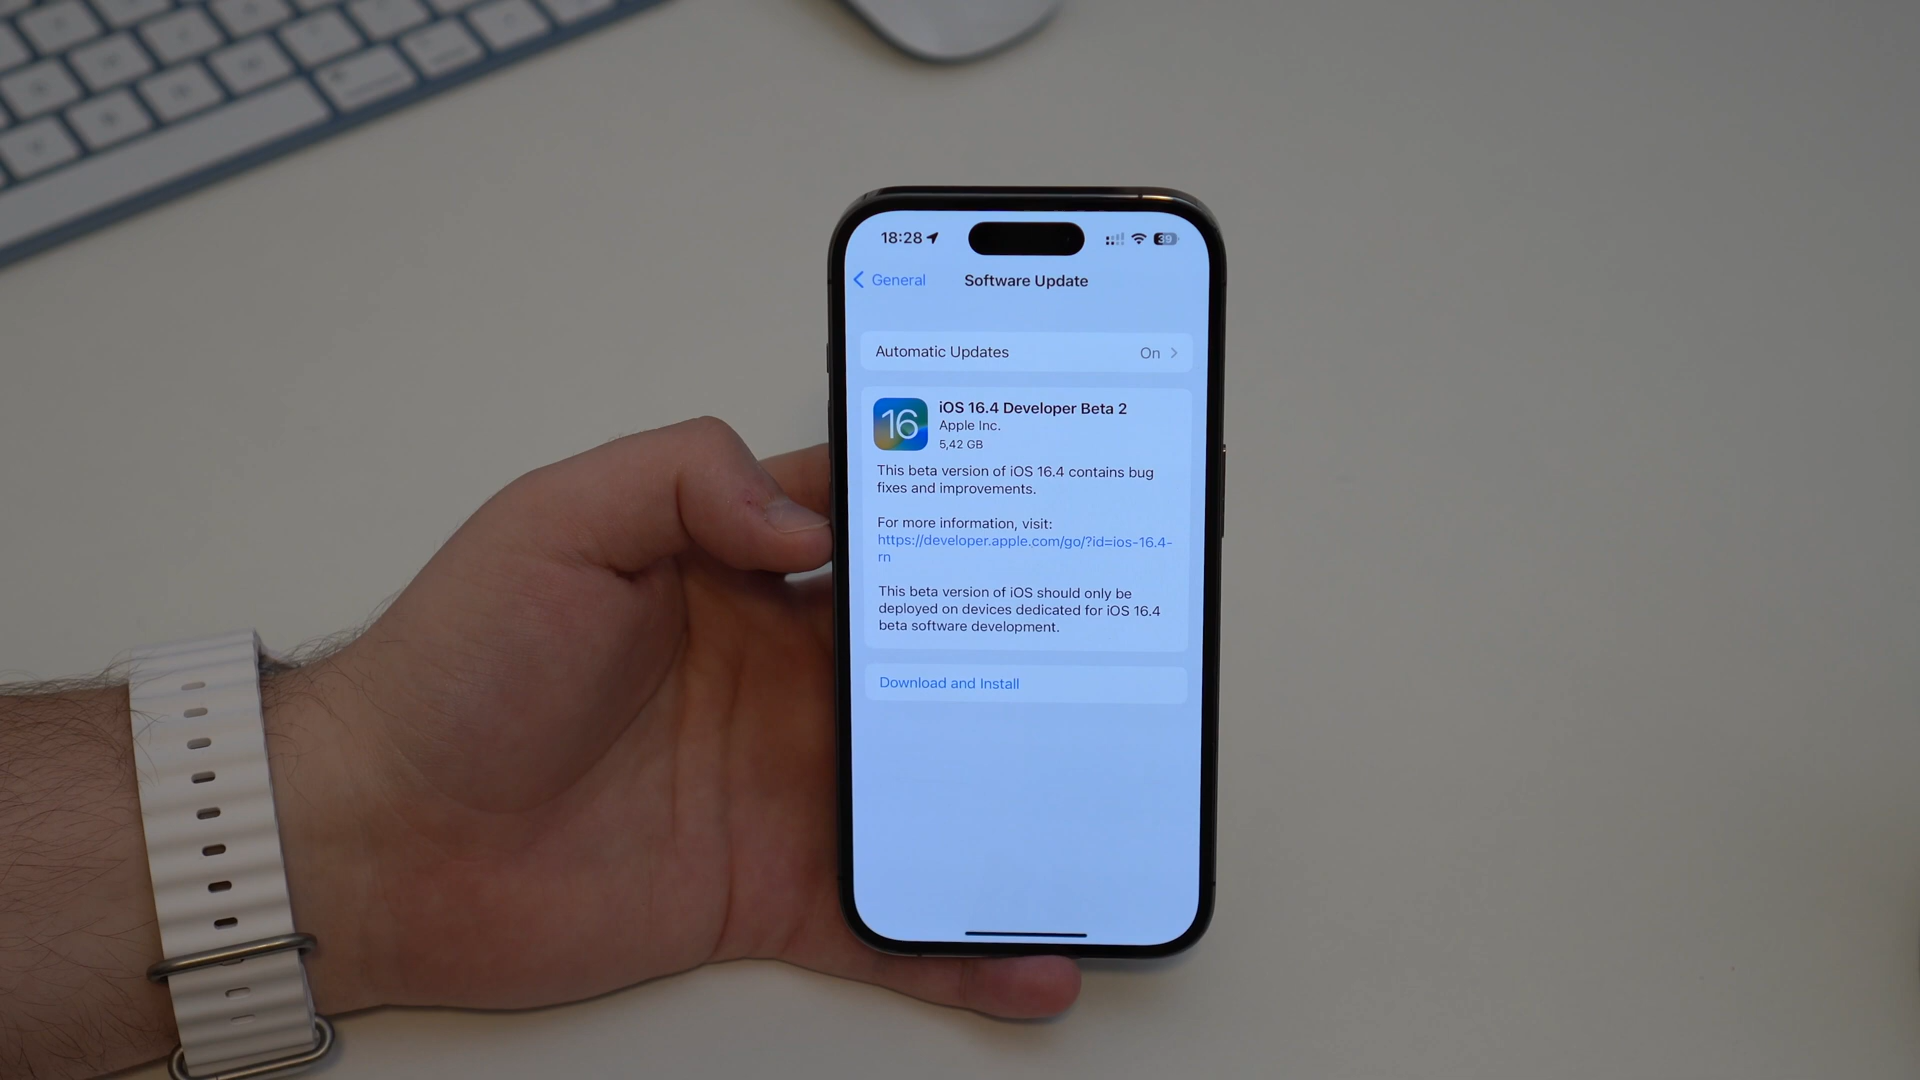 18:28
39
General
Software Update
Automatic Updates
On
16
iOS 16.4 Developer Beta 2
Apple Inc.
5,42 GB
This beta version of iOS 16.4 contains bug
fixes and improvements.
For more information, visit:
https://developer.apple.com/go/?id=ios-16.4-
rn
This beta version of iOS should only be
deployed on devices dedicated for iOS 16.4
beta software development.
Download and Install